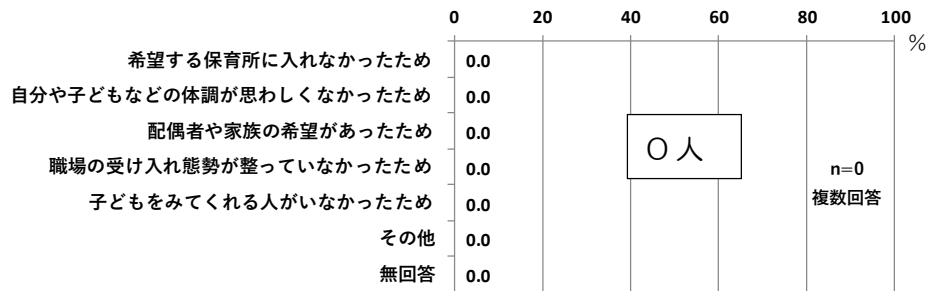 0 20 40 60 80 100
%
希望する保育所に入れなかったため 0.0
自分や子どもなどの体調が思わしくなかったため 0.0
配偶者や家族の希望があったため 0.0
職場の受け入れ態勢が整っていなかったため 0.0
子どもをみてくれる人がいなかったため 0.0
その他 0.0
無回答 0.0
０人
n=0
複数回答